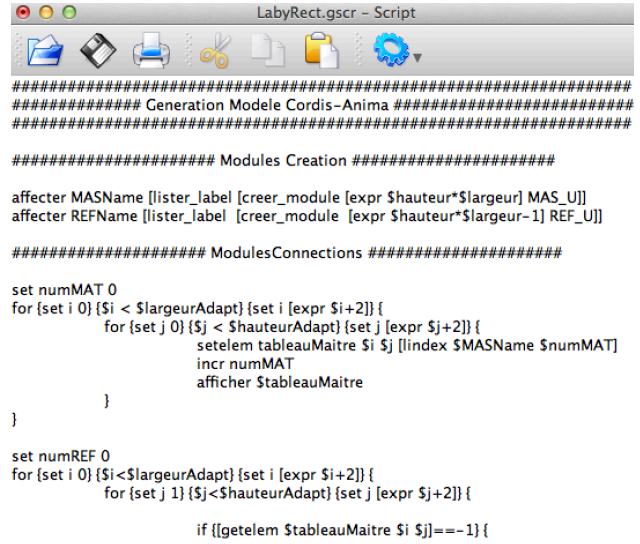 LabyRect.gscr – Script
####################################################################
############## Generation Modele Cordis-Anima ##########################
####################################################################
###################### Modules Creation ######################
affecter MASName [lister_label [creer_module [expr $hauteur*$largeur] MAS_U]]
affecter REFName [lister_label [creer_module [expr $hauteur*$largeur-1] REF_U]]
##################### ModulesConnections #####################
set numMAT 0
for {set i 0} {$i < $largeurAdapt} {set i [expr $i+2]} {
for {set j 0} {$j < $hauteurAdapt} {set j [expr $j+2]} {
setelem tableauMaitre $i $j [lindex $MASName $numMAT]
incr numMAT
afficher $tableauMaitre
}
}
set numREF 0
for {set i 0} {$i<$largeurAdapt} {set i [expr $i+2]} {
for {set j 1} {$j<$hauteurAdapt} {set j [expr $j+2]} {
if {[getelem $tableauMaitre $i $j]==-1} {